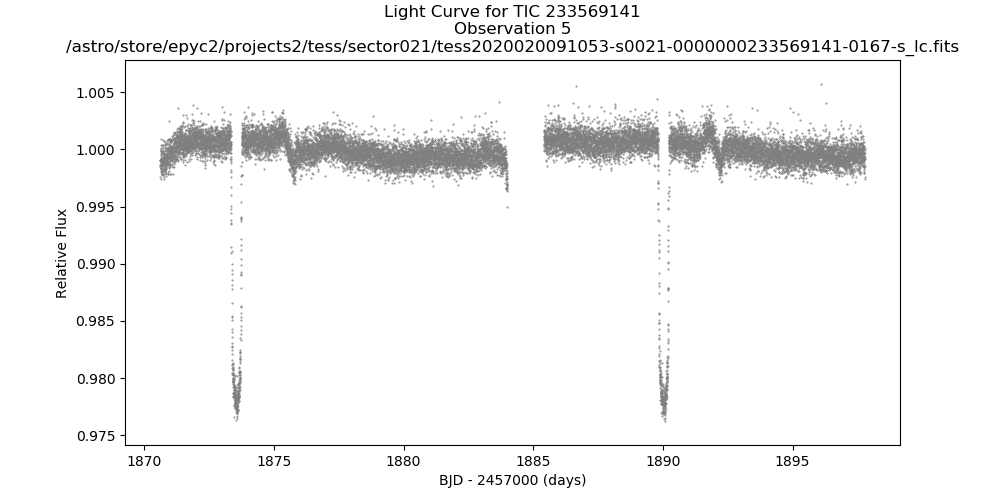 Light Curve for TIC 233569141
Observation 5
/astro/store/epyc2/projects2/tess/sector021/tess2020020091053-s0021-0000000233569141-0167-s_lc.fits
1.005
1.000
0.995
0.990
0.985
0.980
0.975
Relative Flux
1870 1875 1880 1885 1890 1895
BJD - 2457000 (days)